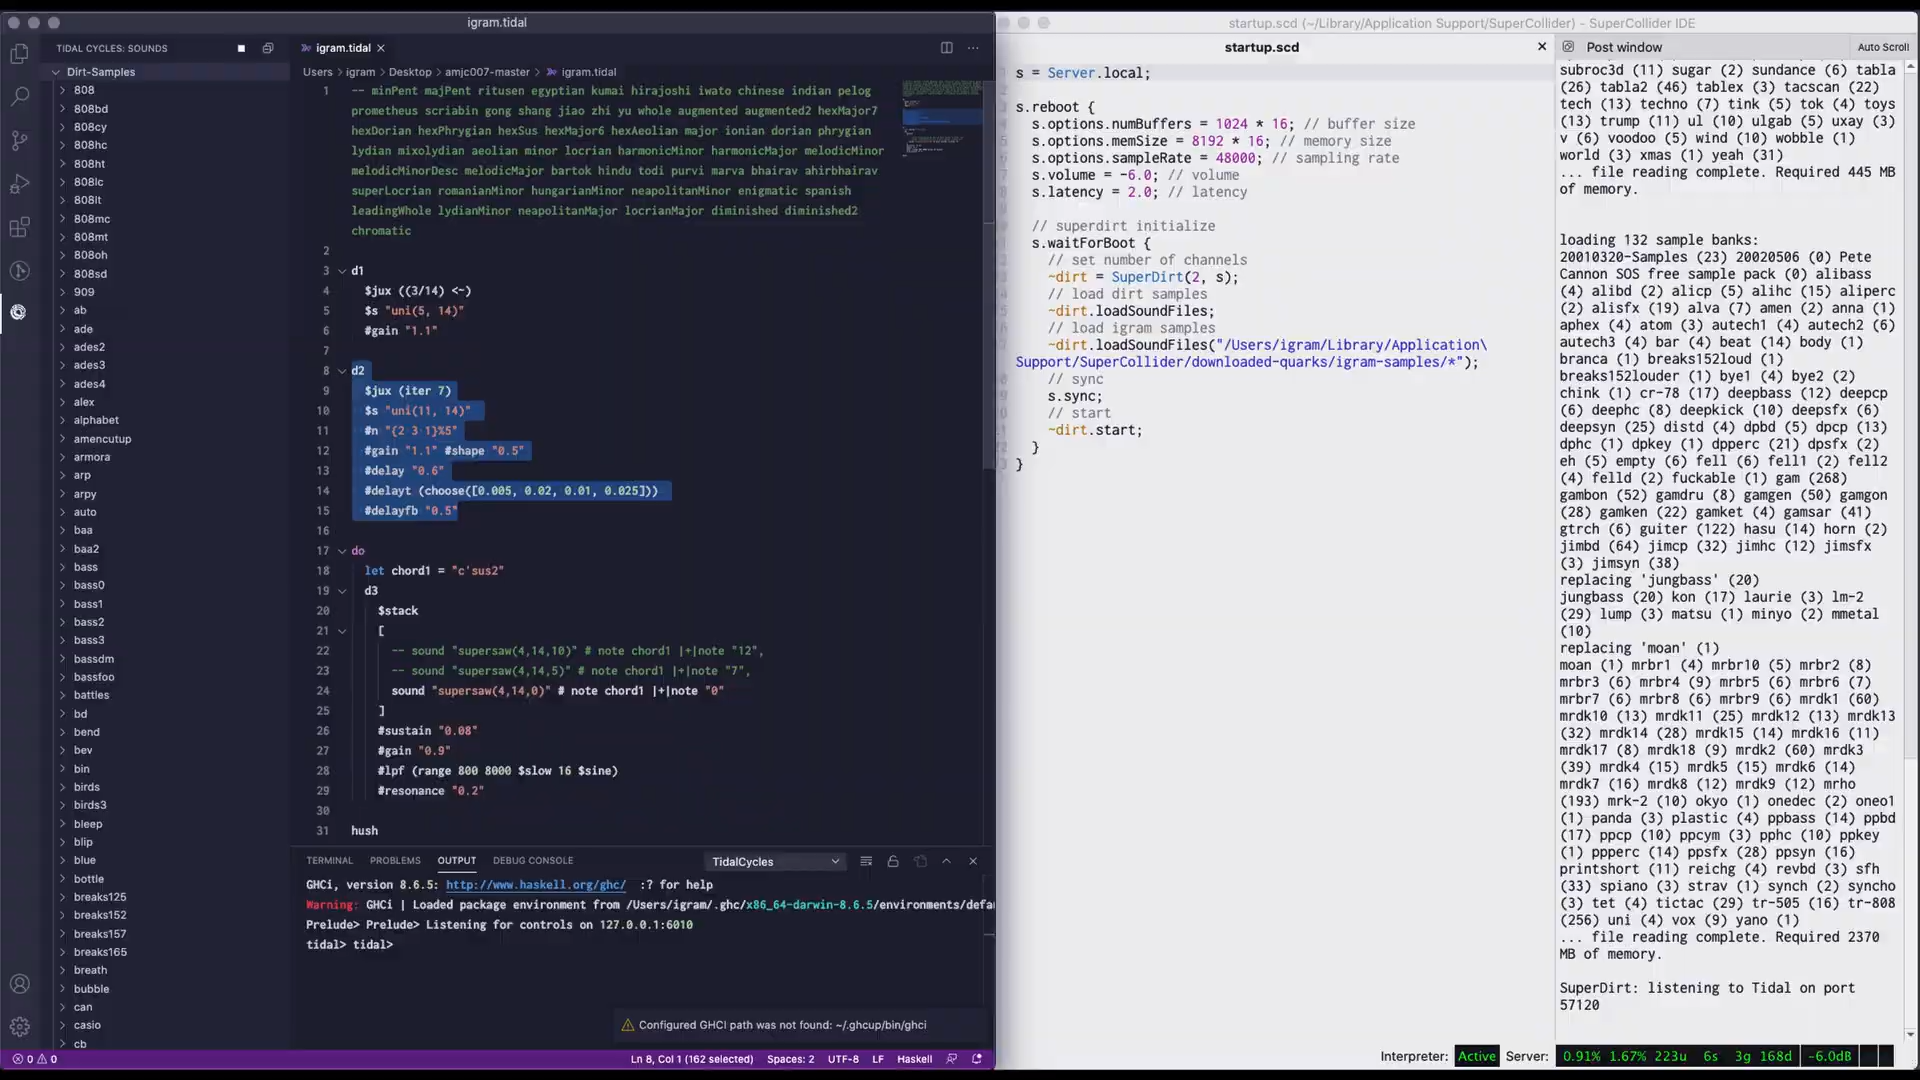 igram.tidal
startup.scd (~/Library/Application Support/SuperCollider) - SuperCollider IDE
TIDAL CYCLES: SOUNDS
Dirt-Samples
808
808bd
808cy
808hc
808ht
808lc
808lt
808mc
808mt
808oh
808sd
909
ab
ade
ades2
ades3
ades4
alex
alphabet
amencutup
armora
arp
arpy
auto
baa
baa2
bass
bass0
bass1
bass2
bass3
bassdm
bassfoo
battles
bd
bend
bev
bin
birds
birds3
bleep
blip
blue
bottle
breaks125
breaks152
breaks157
breaks165
breath
bubble
can
casio
cb
igram.tidal
Users > igram > Desktop > amjc007-master > igram.tidal
1 -- minPent majPent ritusen egyptian kumai hirajoshi iwato chinese indian pelog
prometheus scriabin gong shang jiao zhi yu whole augmented augmented2 hexMajor7
hexDorian hexPhrygian hexSus hexMajor6 hexAeolian major ionian dorian phrygian
lydian mixolydian aeolian minor locrian harmonicMinor harmonicMajor melodicMinor
melodicMinorDesc melodicMajor bartok hindu todi purvi marva bhairav ahirbhairav
superLocrian romanianMinor hungarianMinor neapolitanMinor enigmatic spanish
leadingWhole lydianMinor neapolitanMajor locrianMajor diminished diminished2
chromatic
2
3 d1
4 $jux ((3/14) <~)
5 $s "uni(5, 14)"
6 #gain "1.1"
7
8 d2
9 $jux (iter 7)
10 $s "uni(11, 14)"
11 #n "{2 3 1}%5"
12 #gain "1.1" #shape "0.5"
13 #delay "0.6"
14 #delayt (choose([0.005, 0.02, 0.01, 0.025]))
15 #delayfb "0.5"
16
17 do
18 let chord1 = "c'sus2"
19 d3
20 $stack
21 [
22 -- sound "supersaw(4,14,10)" # note chord1 |+|note "12",
23 -- sound "supersaw(4,14,5)" # note chord1 |+|note "7",
24 sound "supersaw(4,14,0)" # note chord1 |+|note "0"
25 ]
26 #sustain "0.08"
27 #gain "0.9"
28 #lpf (range 800 8000 $slow 16 $sine)
29 #resonance "0.2"
30
31 hush
TERMINAL PROBLEMS OUTPUT DEBUG CONSOLE TidalCycles
GHCi, version 8.6.5: http://www.haskell.org/ghc/ :? for help
Warning: GHCi | Loaded package environment from /Users/igram/.ghc/x86_64-darwin-8.6.5/environments/defa
Prelude> Prelude> Listening for controls on 127.0.0.1:6010
tidal> tidal>
Configured GHCI path was not found: ~/.ghcup/bin/ghci
0 0 Ln 8, Col 1 (162 selected) Spaces: 2 UTF-8 LF Haskell
startup.scd
s = Server.local;
s.reboot {
s.options.numBuffers = 1024 * 16; // buffer size
s.options.memSize = 8192 * 16; // memory size
s.options.sampleRate = 48000; // sampling rate
s.volume = -6.0; // volume
s.latency = 2.0; // latency
// superdirt initialize
s.waitForBoot {
// set number of channels
~dirt = SuperDirt(2, s);
// load dirt samples
~dirt.loadSoundFiles;
// load igram samples
~dirt.loadSoundFiles("/Users/igram/Library/Application\
Support/SuperCollider/downloaded-quarks/igram-samples/*");
// sync
s.sync;
// start
~dirt.start;
}
}
Post window Auto Scroll
subroc3d (11) sugar (2) sundance (6) tabla
(26) tabla2 (46) tablex (3) tacscan (22)
tech (13) techno (7) tink (5) tok (4) toys
(13) trump (11) ul (10) ulgab (5) uxay (3)
v (6) voodoo (5) wind (10) wobble (1)
world (3) xmas (1) yeah (31)
... file reading complete. Required 445 MB
of memory.
loading 132 sample banks:
20010320-Samples (23) 20020506 (0) Pete
Cannon SOS free sample pack (0) alibass
(4) alibd (2) alicp (5) alihc (15) aliperc
(2) alisfx (19) alva (7) amen (2) anna (1)
aphex (4) atom (3) autech1 (4) autech2 (6)
autech3 (4) bar (4) beat (14) body (1)
branca (1) breaks152loud (1)
breaks152louder (1) bye1 (4) bye2 (2)
chink (1) cr-78 (17) deepbass (12) deepcp
(6) deephc (8) deepkick (10) deepsfx (6)
deepsyn (25) distd (4) dpbd (5) dpcp (13)
dphc (1) dpkey (1) dpperc (21) dpsfx (2)
eh (5) empty (6) fell (6) fell1 (2) fell2
(4) felld (2) fuckable (1) gam (268)
gambon (52) gamdru (8) gamgen (50) gamgon
(28) gamken (22) gamket (4) gamsar (41)
gtrch (6) guiter (122) hasu (14) horn (2)
jimbd (64) jimcp (32) jimhc (12) jimsfx
(3) jimsyn (38)
replacing 'jungbass' (20)
jungbass (20) kon (17) laurie (3) lm-2
(29) lump (3) matsu (1) minyo (2) mmetal
(10)
replacing 'moan' (1)
moan (1) mrbr1 (4) mrbr10 (5) mrbr2 (8)
mrbr3 (6) mrbr4 (9) mrbr5 (6) mrbr6 (7)
mrbr7 (6) mrbr8 (6) mrbr9 (6) mrdk1 (60)
mrdk10 (13) mrdk11 (25) mrdk12 (13) mrdk13
(32) mrdk14 (28) mrdk15 (14) mrdk16 (11)
mrdk17 (8) mrdk18 (9) mrdk2 (60) mrdk3
(39) mrdk4 (15) mrdk5 (15) mrdk6 (14)
mrdk7 (16) mrdk8 (12) mrdk9 (12) mrho
(193) mrk-2 (10) okyo (1) onedec (2) oneo1
(1) panda (3) plastic (4) ppbass (14) ppbd
(17) ppcp (10) ppcym (3) pphc (10) ppkey
(1) ppperc (14) ppsfx (28) ppsyn (16)
printshort (11) reichg (4) revbd (3) sfh
(33) spiano (3) strav (1) synch (2) syncho
(3) tet (4) tictac (29) tr-505 (16) tr-808
(256) uni (4) vox (9) yano (1)
... file reading complete. Required 2370
MB of memory.
SuperDirt: listening to Tidal on port
57120
Interpreter: Active Server: 0.91% 1.67% 223u 6s 3g 168d -6.0dB